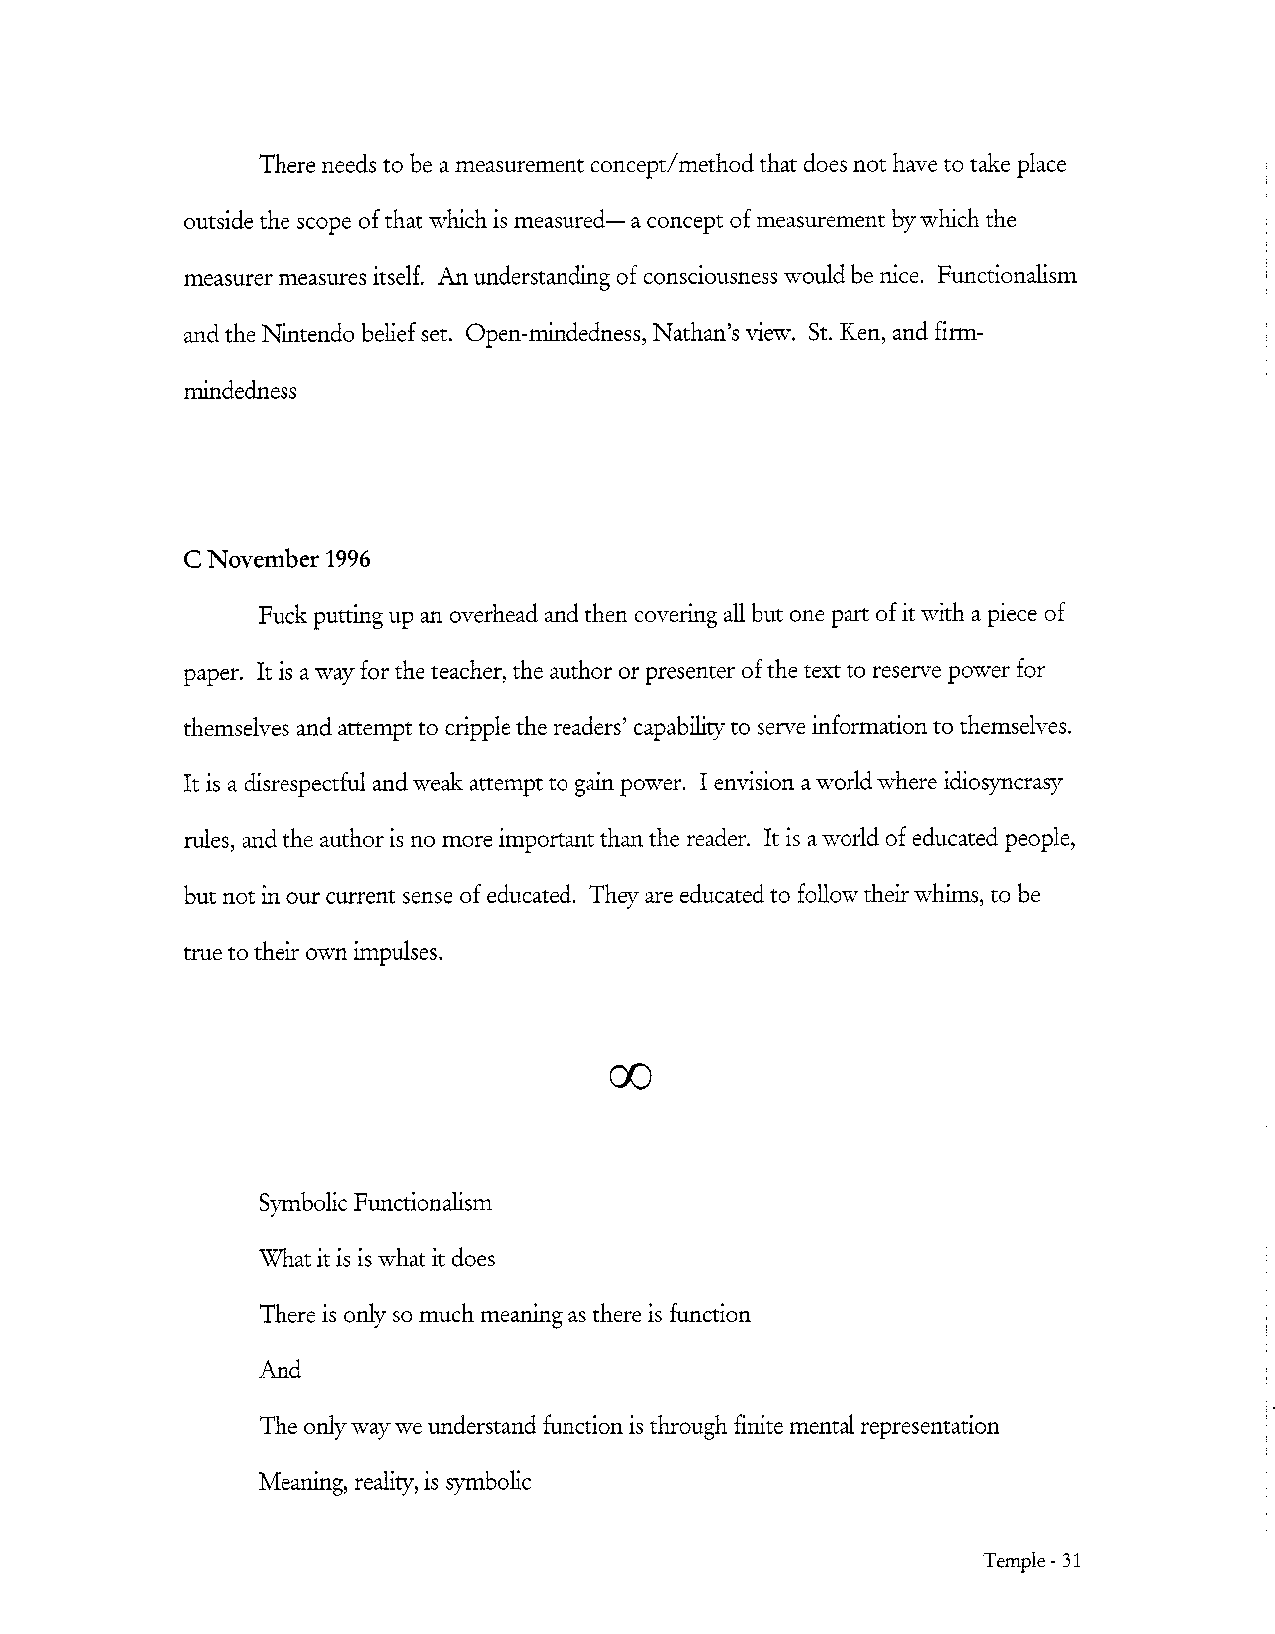 There needs to be a measurement concept/method that does not have to take place
outside the scope of that which is measured— a concept of measurement by which the
measurer measures itself. An understanding of consciousness would be nice. Functionalism
and the Nintendo belief set. Open-mindedness, Nathan's view. St. Ken, and firm-
mindedness
C November 1996
Fuck putting up an overhead and then covering all but one part of it with a piece of
paper. It is a way for the teacher, the author or presenter of the text to reserve power for
themselves and attempt to cripple the readers' capability to serve information to themselves.
It is a disrespectful and weak attempt to gain power. I envision a world where idiosyncrasy
rules, and the author is no more important than the reader. It is a world of educated people,
but not in our current sense of educated. They are educated to follow their whims, to be
true to their own impulses.
∞
Symbolic Functionalism
What it is is what it does
There is only so much meaning as there is function
And
The only way we understand function is through finite mental representation
Meaning, reality, is symbolic
Temple - 31